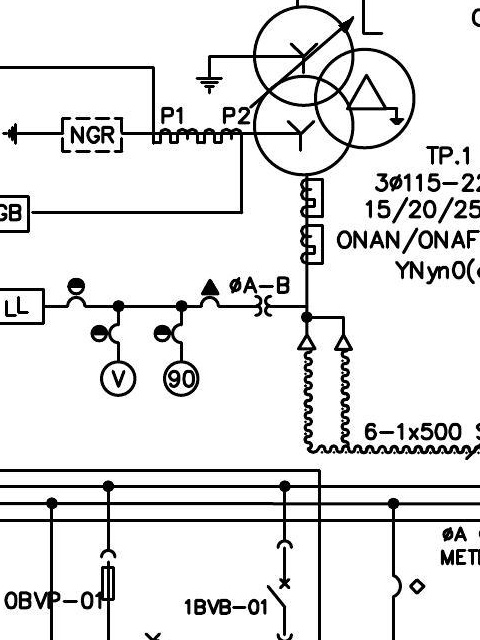 P1 P2
NGR
TP.1
3ø115-22
15/20/25
GB
ONAN/ONAF
YNyn0(
øA-B
LL
V 90
6-1x500 S
øA
METE
0BVP-01
1BVB-01